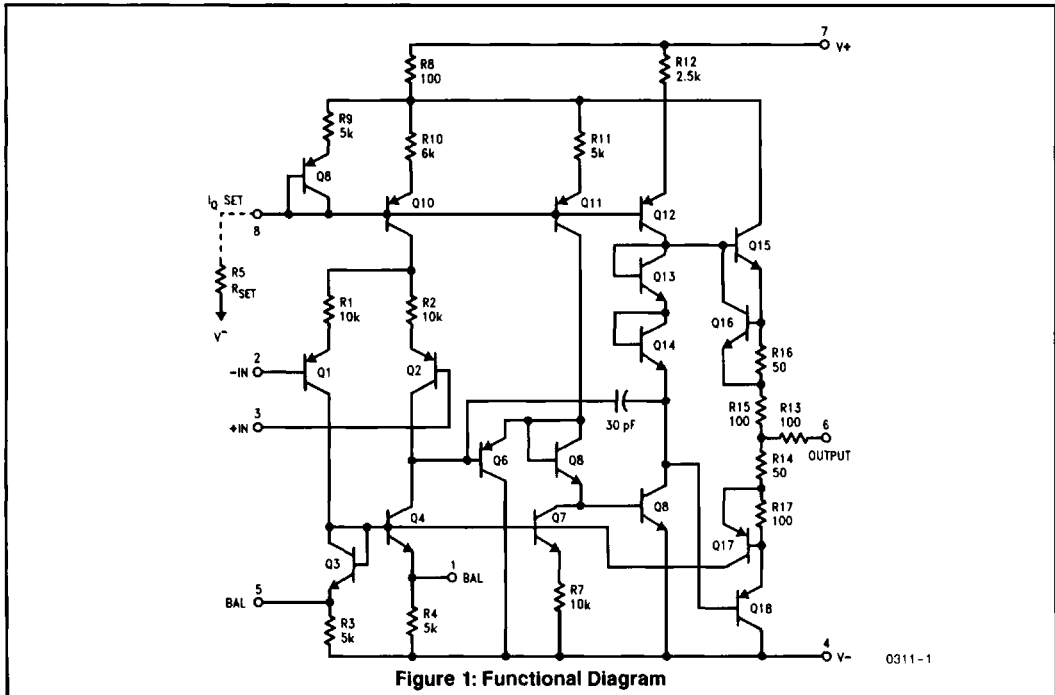 7
V+
R8
100
R12
2.5k
R9
5k
R10
6k
R11
5k
Q8
IQ SET
8
Q10
Q11
Q12
Q15
Q13
R5
RSET
V-
R1
10k
R2
10k
Q16
Q14
R16
50
2
-IN
Q1
Q2
R15
100
R13
100
6
OUTPUT
3
+IN
30 pF
R14
50
Q6
Q8
R17
100
Q4
Q7
Q8
Q17
Q3
1
BAL
5
BAL
R7
10k
Q18
R3
5k
R4
5k
4
V-
0311-1
Figure 1: Functional Diagram